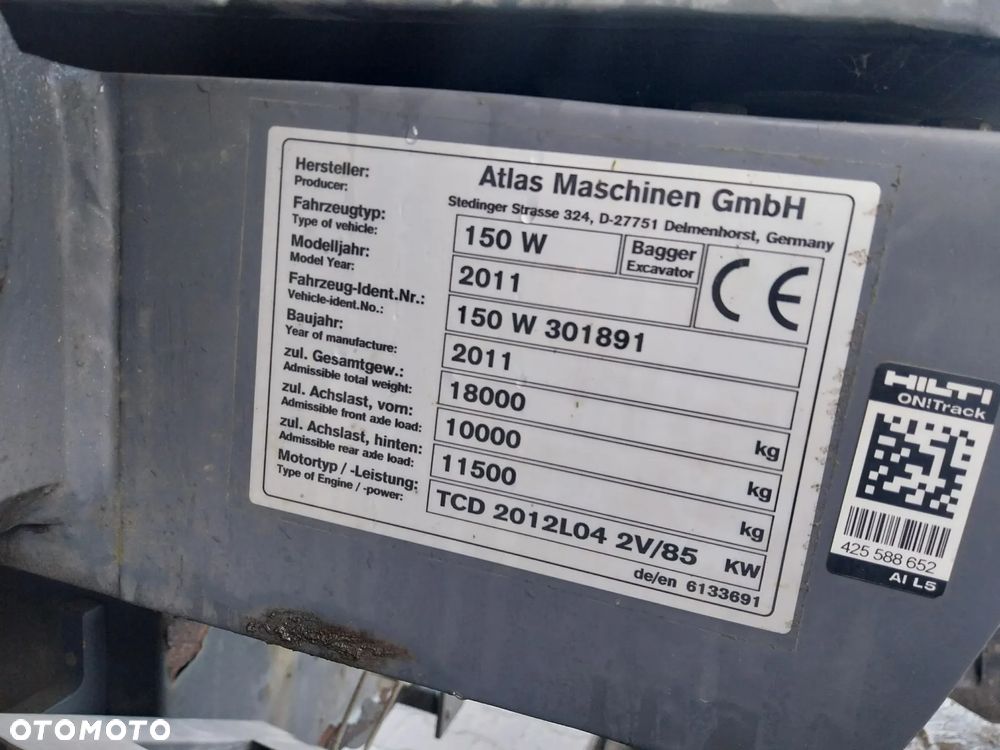 Hersteller:
Producer:
Atlas Maschinen GmbH
Stedinger Strasse 324, D-27751 Delmenhorst, Germany
Fahrzeugtyp:
Type of vehicle:
150 W
Bagger
Excavator
CE
Modelljahr:
Model Year:
2011
Fahrzeug-Ident.Nr.:
Vehicle-ident.No.:
150 W 301891
Baujahr:
Year of manufacture:
2011
zul. Gesamtgew.:
Admissible total weight:
18000 kg
zul. Achslast, vorn:
Admissible front axle load:
10000 kg
zul. Achslast, hinten:
Admissible rear axle load:
11500 kg
Motortyp / -Leistung:
Type of Engine / -power:
TCD 2012L04 2V/85 KW
de/en 6133691
HILTI
ON!Track
425 588 652
AI L5
OTOMOTO